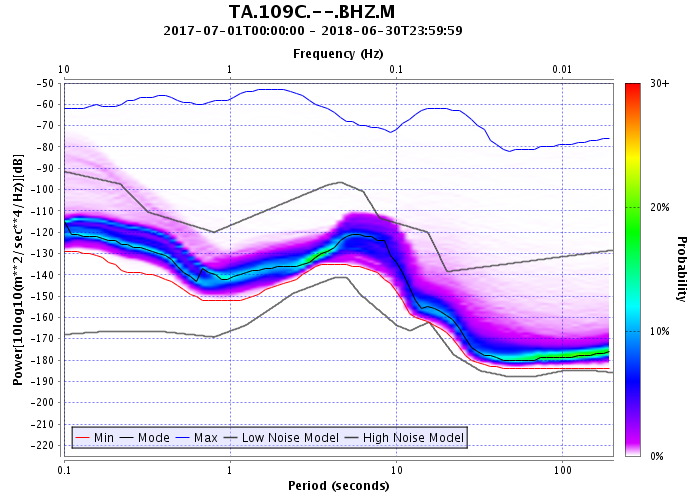 TA.109C.--.BHZ.M
2017-07-01T00:00:00 - 2018-06-30T23:59:59
Frequency (Hz)
10 1 0.1 0.01
Power[10log10(m**2/sec**4/Hz)][dB]
-50
-60
-70
-80
-90
-100
-110
-120
-130
-140
-150
-160
-170
-180
-190
-200
-210
-220
Min Mode Max Low Noise Model High Noise Model
0.1 1 10 100
Period (seconds)
30+
20%
10%
0%
Probability